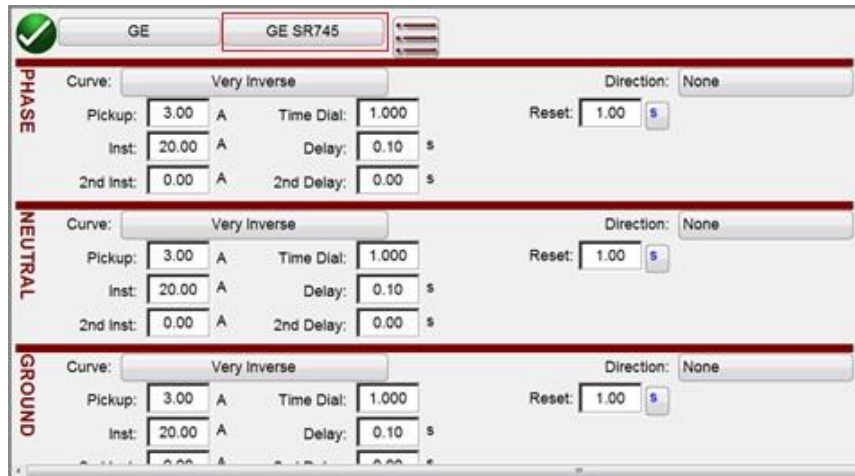 GE GE SR745
PHASE
Curve: Very Inverse Direction: None
Pickup: 3.00 A Time Dial: 1.000 Reset: 1.00 s
Inst: 20.00 A Delay: 0.10 s
2nd Inst: 0.00 A 2nd Delay: 0.00 s
NEUTRAL
Curve: Very Inverse Direction: None
Pickup: 3.00 A Time Dial: 1.000 Reset: 1.00 s
Inst: 20.00 A Delay: 0.10 s
2nd Inst: 0.00 A 2nd Delay: 0.00 s
GROUND
Curve: Very Inverse Direction: None
Pickup: 3.00 A Time Dial: 1.000 Reset: 1.00 s
Inst: 20.00 A Delay: 0.10 s